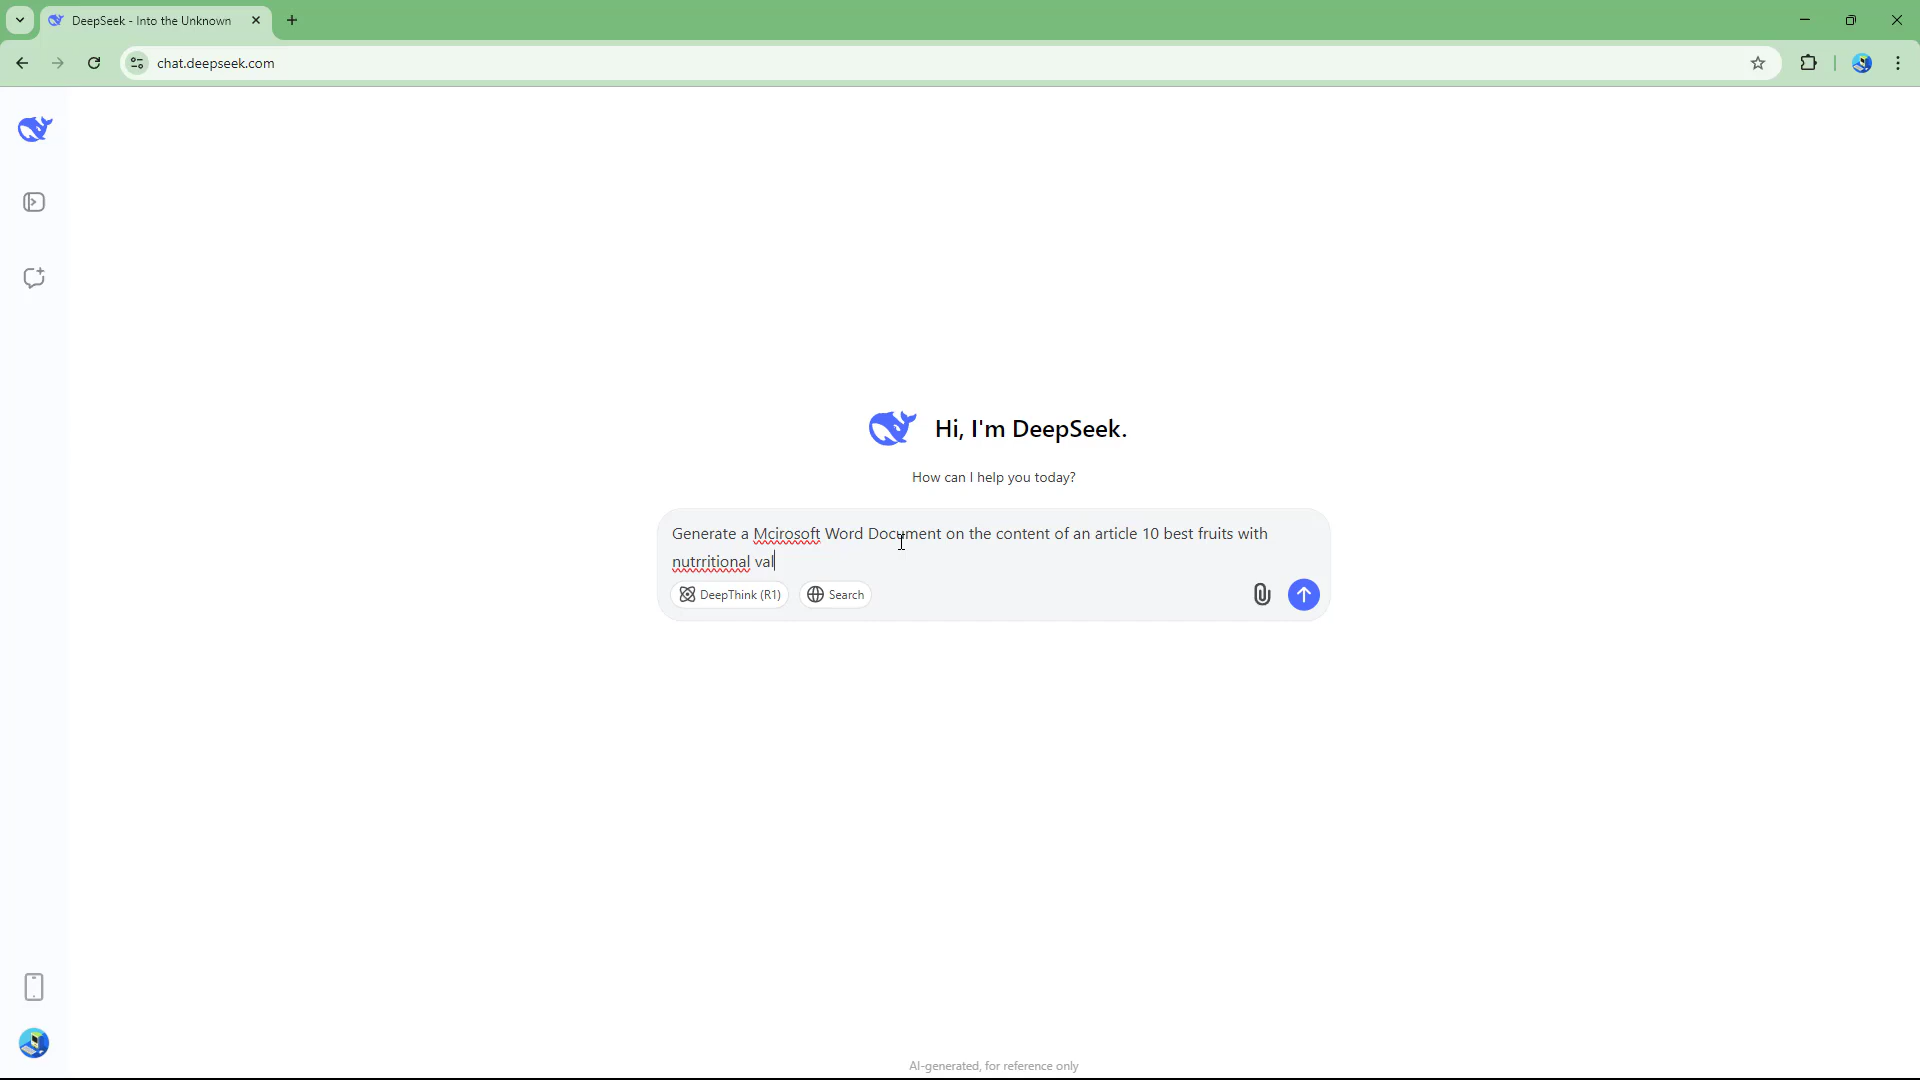 DeepSeek - Into the Unknown
chat.deepseek.com
Hi, I'm DeepSeek.
How can I help you today?
Generate a Mcirosoft Word Document on the content of an article 10 best fruits with
nutrritional val
DeepThink (R1)
Search
AI-generated, for reference only